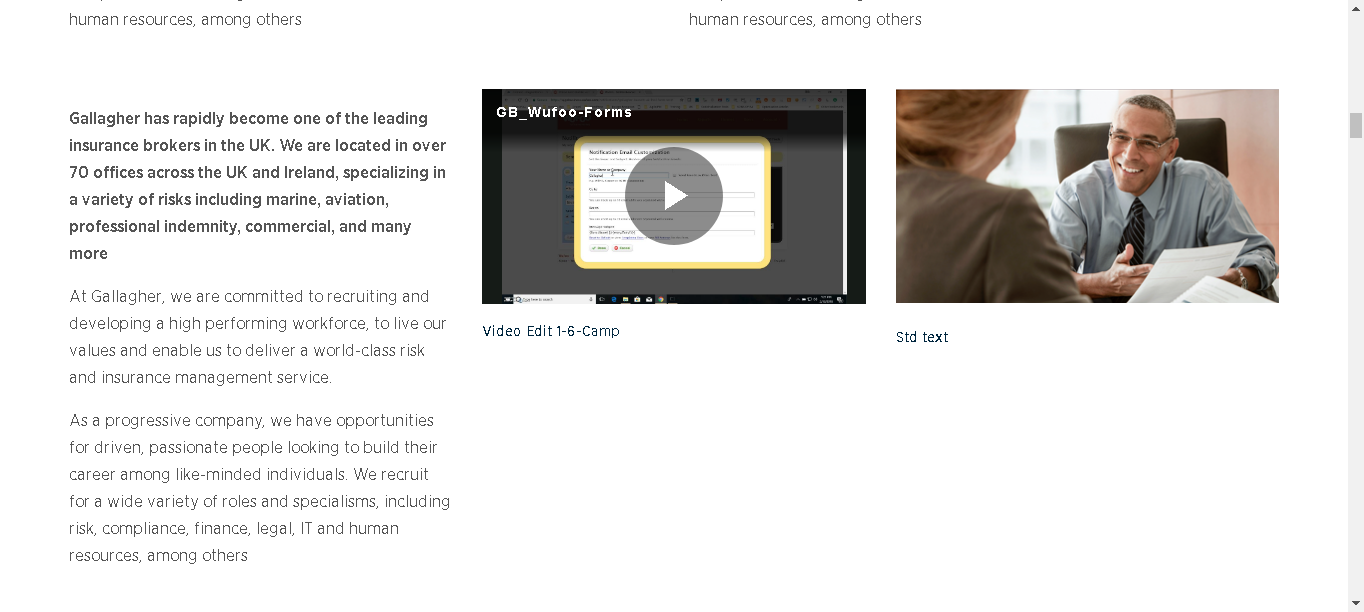 human resources, among others
human resources, among others
Gallagher has rapidly become one of the leading
insurance brokers in the UK. We are located in over
70 offices across the UK and Ireland, specializing in
a variety of risks including marine, aviation,
professional indemnity, commercial, and many
more
At Gallagher, we are committed to recruiting and
developing a high performing workforce, to live our
values and enable us to deliver a world-class risk
and insurance management service.
As a progressive company, we have opportunities
for driven, passionate people looking to build their
career among like-minded individuals. We recruit
for a wide variety of roles and specialisms, including
risk, compliance, finance, legal, IT and human
resources, among others
GB_Wufoo-Forms
Notification Email Customization
Video Edit 1-6-Camp
Std text